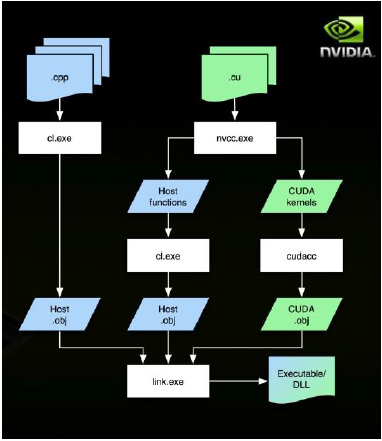 NVIDIA.
.cpp
.cu
cl.exe
nvcc.exe
Host
functions
CUDA
kernels
cl.exe
cudacc
Host
.obj
Host
.obj
CUDA
.obj
link.exe
Executable/
DLL